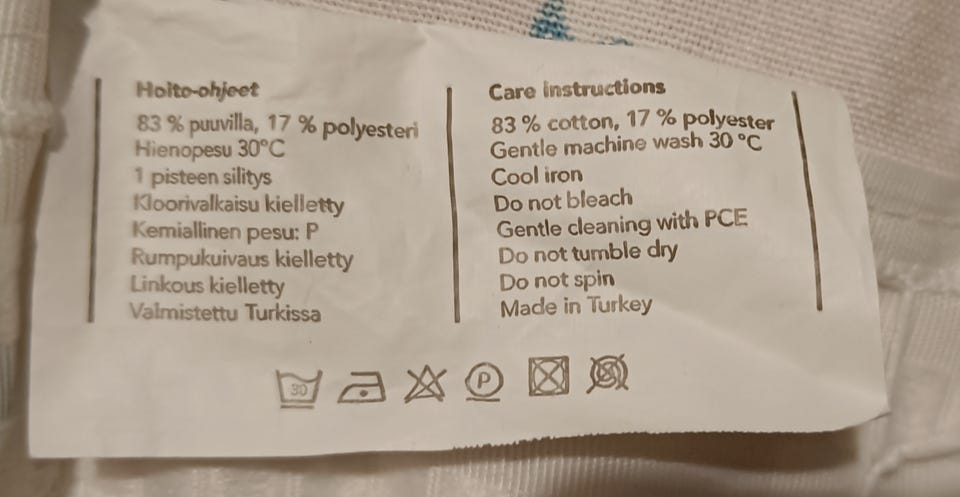 Hoito-ohjeet
83 % puuvilla, 17 % polyesteri
Hienopesu 30°C
1 pisteen silitys
Kloorivalkaisu kielletty
Kemiallinen pesu: P
Rumpukuivaus kielletty
Linkous kielletty
Valmistettu Turkissa
Care instructions
83 % cotton, 17 % polyester
Gentle machine wash 30 °C
Cool iron
Do not bleach
Gentle cleaning with PCE
Do not tumble dry
Do not spin
Made in Turkey
30 P